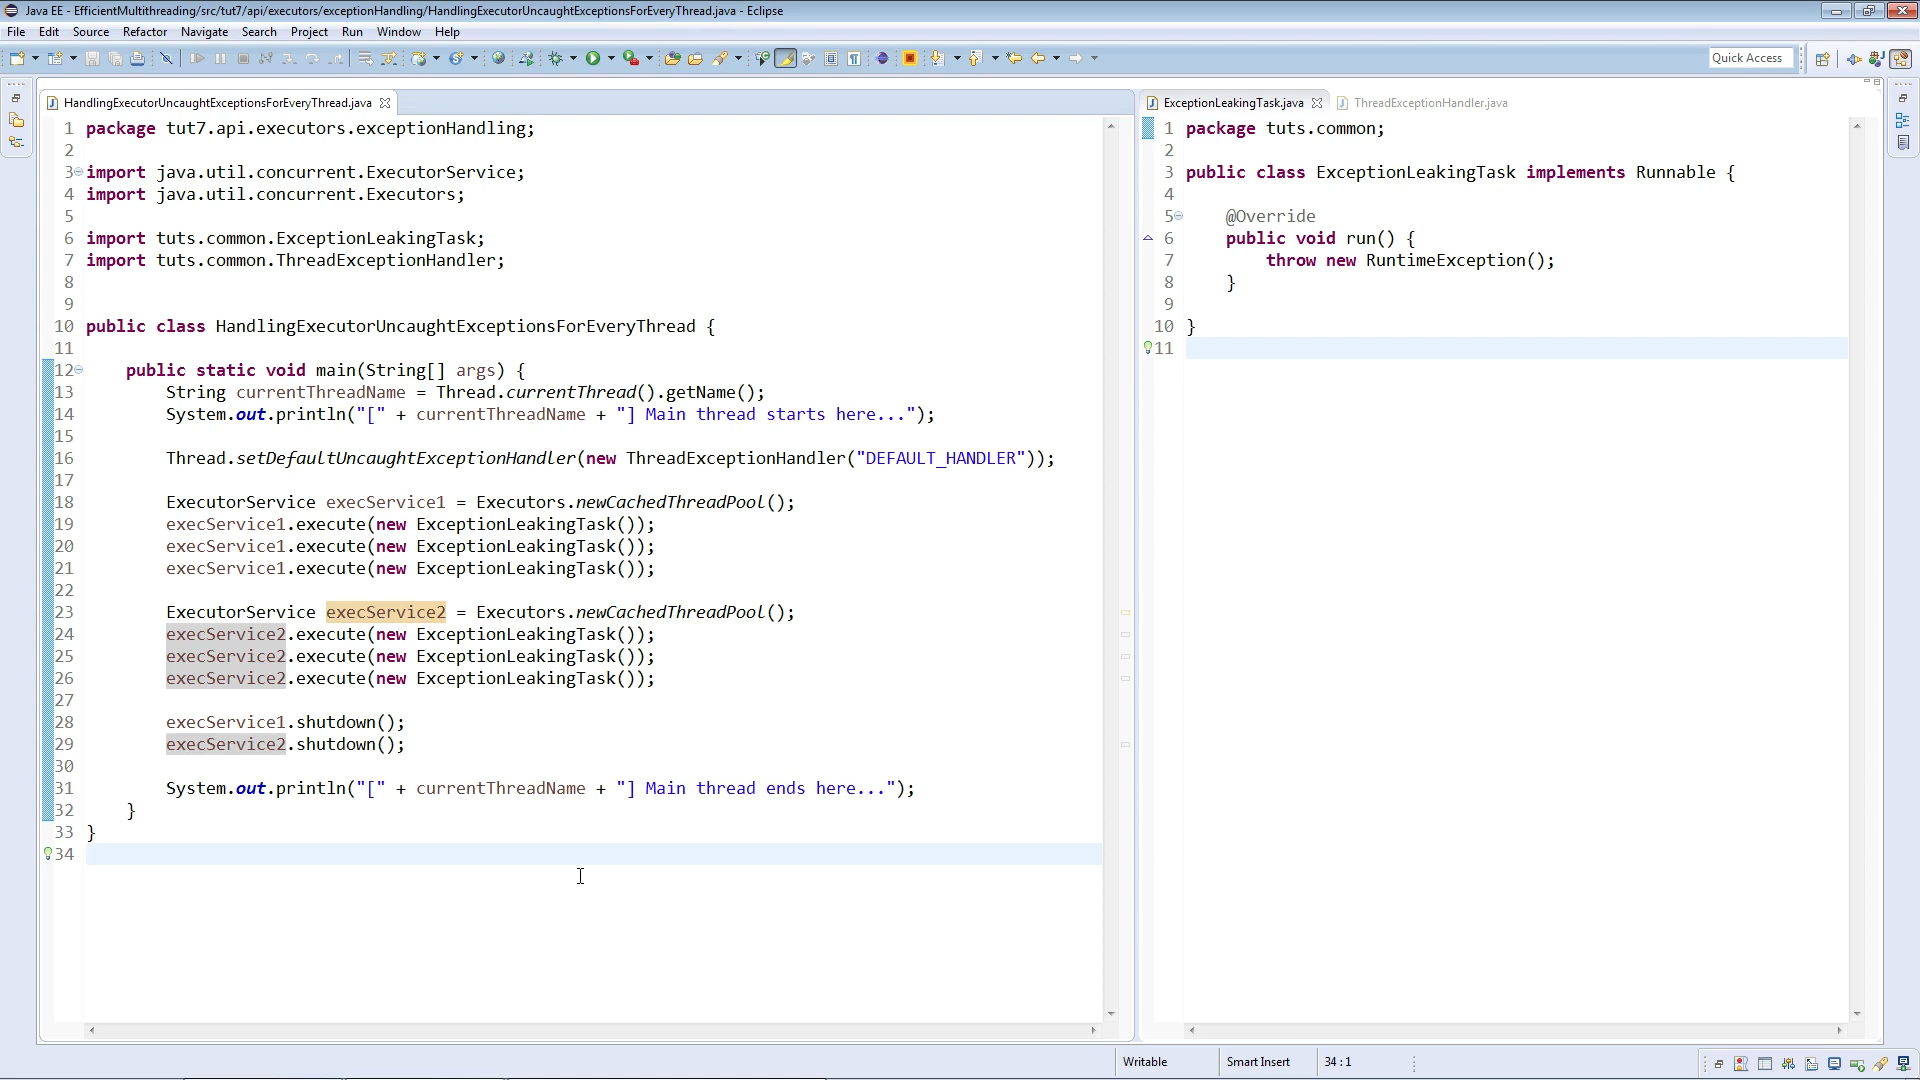 Java EE - EfficientMultithreading/src/tut7/api/executors/exceptionHandling/HandlingExecutorUncaughtExceptionsForEveryThread.java - Eclipse
File Edit Source Refactor Navigate Search Project Run Window Help
Quick Access
HandlingExecutorUncaughtExceptionsForEveryThread.java
1 package tut7.api.executors.exceptionHandling;
2
3 import java.util.concurrent.ExecutorService;
4 import java.util.concurrent.Executors;
5
6 import tuts.common.ExceptionLeakingTask;
7 import tuts.common.ThreadExceptionHandler;
8
9
10 public class HandlingExecutorUncaughtExceptionsForEveryThread {
11
12 public static void main(String[] args) {
13 String currentThreadName = Thread.currentThread().getName();
14 System.out.println("[" + currentThreadName + "] Main thread starts here...");
15
16 Thread.setDefaultUncaughtExceptionHandler(new ThreadExceptionHandler("DEFAULT_HANDLER"));
17
18 ExecutorService execService1 = Executors.newCachedThreadPool();
19 execService1.execute(new ExceptionLeakingTask());
20 execService1.execute(new ExceptionLeakingTask());
21 execService1.execute(new ExceptionLeakingTask());
22
23 ExecutorService execService2 = Executors.newCachedThreadPool();
24 execService2.execute(new ExceptionLeakingTask());
25 execService2.execute(new ExceptionLeakingTask());
26 execService2.execute(new ExceptionLeakingTask());
27
28 execService1.shutdown();
29 execService2.shutdown();
30
31 System.out.println("[" + currentThreadName + "] Main thread ends here...");
32 }
33 }
34
ExceptionLeakingTask.java ThreadExceptionHandler.java
1 package tuts.common;
2
3 public class ExceptionLeakingTask implements Runnable {
4
5 @Override
6 public void run() {
7 throw new RuntimeException();
8 }
9
10 }
11
Writable Smart Insert 34 : 1